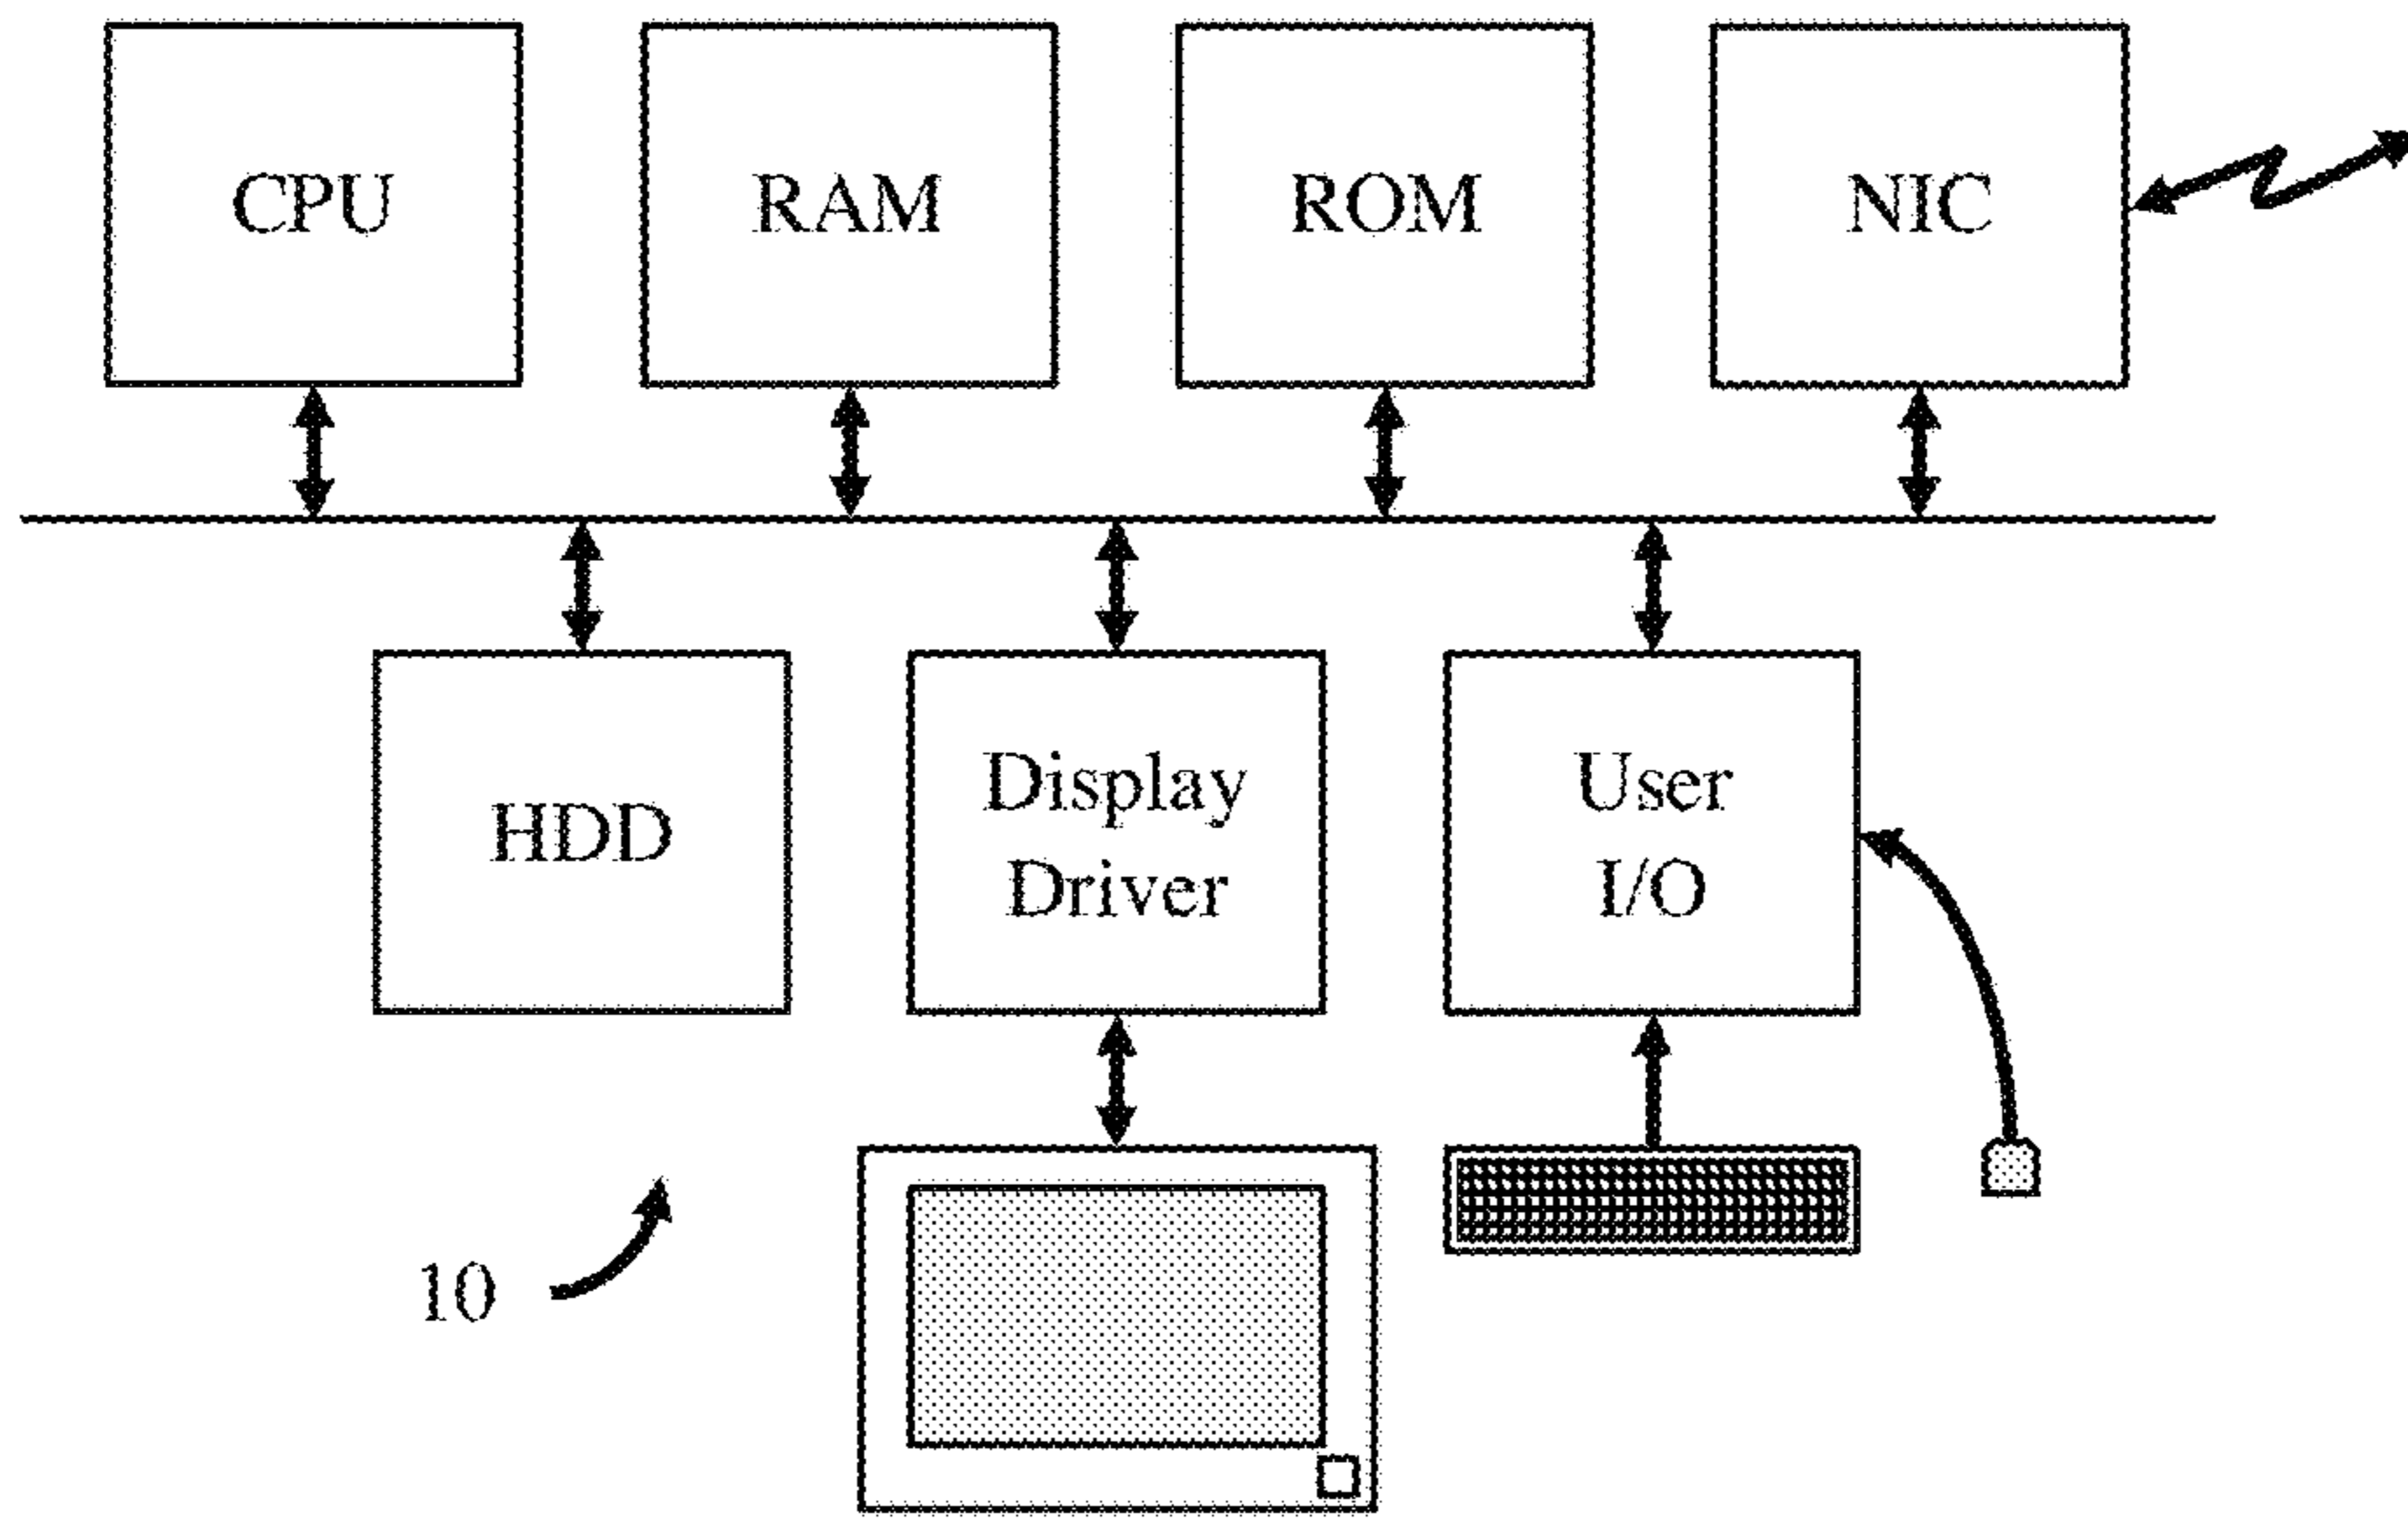 CPU
RAM
ROM
NIC
HDD
Display
Driver
User
I/O
10